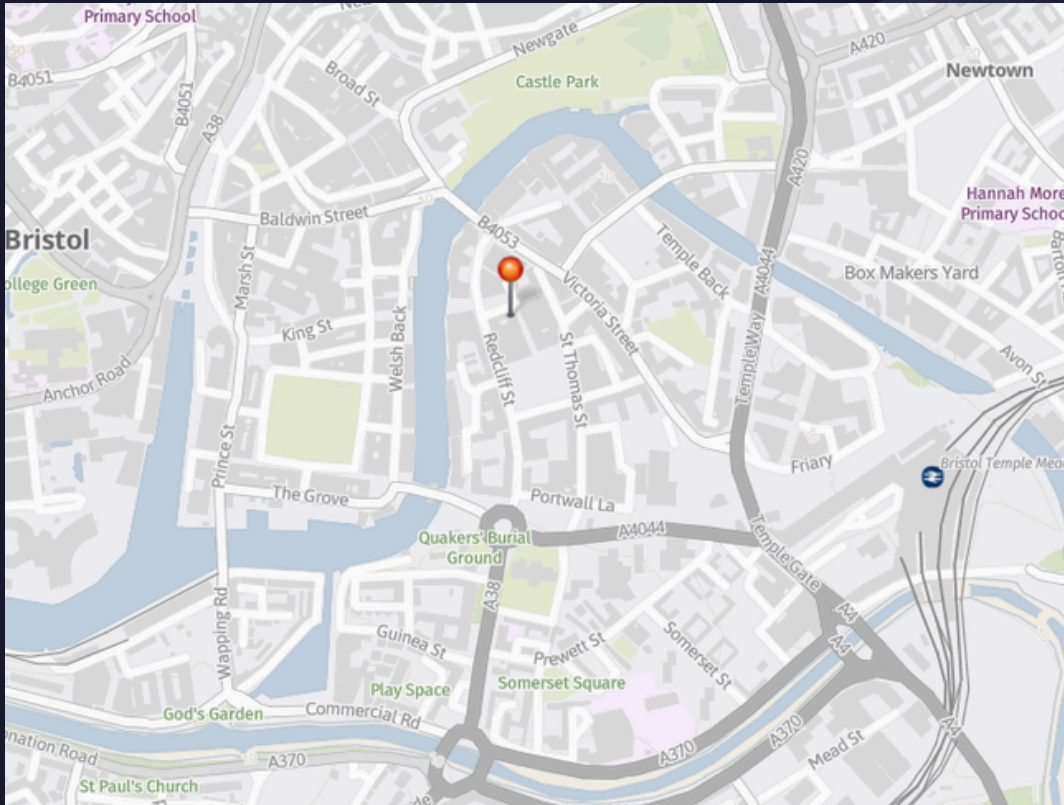 Primary School
Newgate
A420
B4051
Broad St
Castle Park
Newtown
B4051
A38
A420
Hannah More
Primary Schoo
Baldwin Street
B4053
Bristol
Temple Back
ollege Green
Marsh St
A4044
Box Makers Yard
Barton
King St
Welsh Back
Victoria Street
Redcliff St
St Thomas St
Temple Way
Avon St
Anchor Road
Prince St
Friary
Bristol Temple Mea
The Grove
Portwall La
A4044
Quakers' Burial
Ground
Temple Gate
A38
Wapping Rd
Guinea St
Prewett St
Somerset St
A4
A4
Play Space
Somerset Square
God's Garden
Commercial Rd
A370
A370
A4
onation Road
A370
Mead St
St Paul's Church